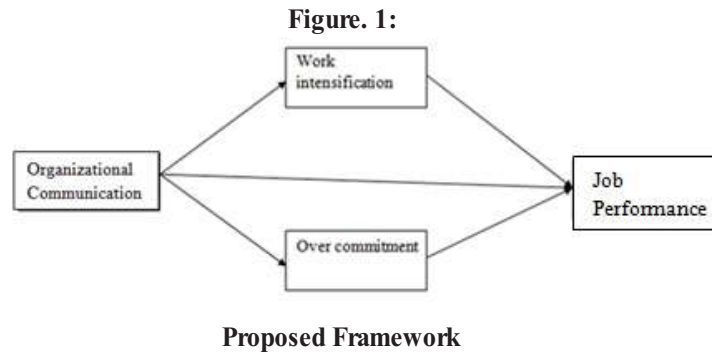 Figure. 1:
Work
intensification
Organizational
Communication
Job
Performance
Over commitment
Proposed Framework